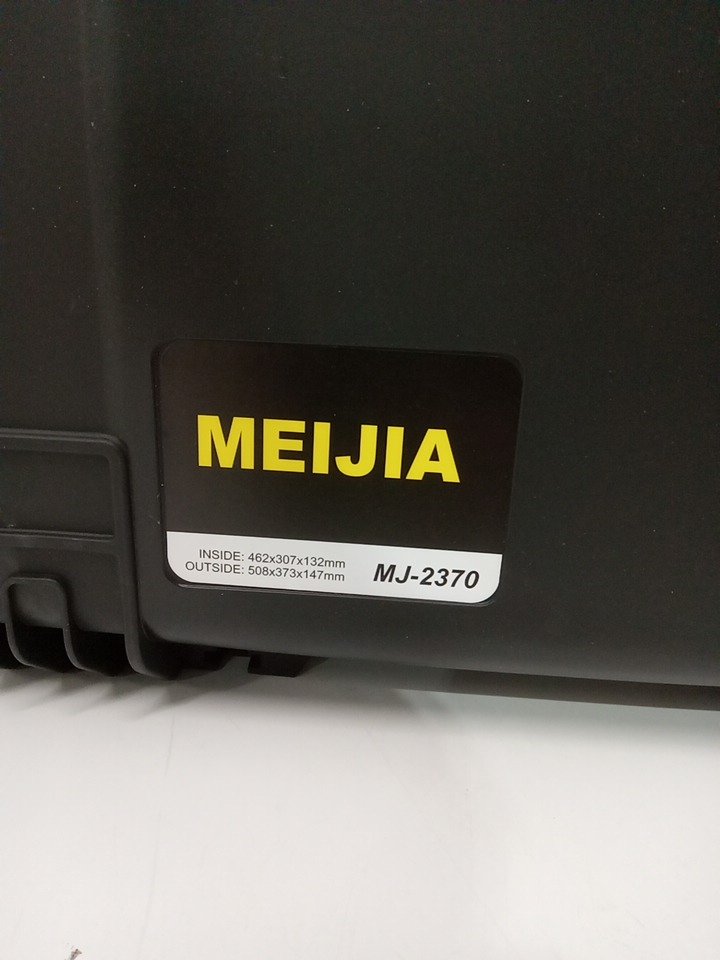 MEIJIA
INSIDE: 462x307x132mm
OUTSIDE: 508x373x147mm
MJ-2370